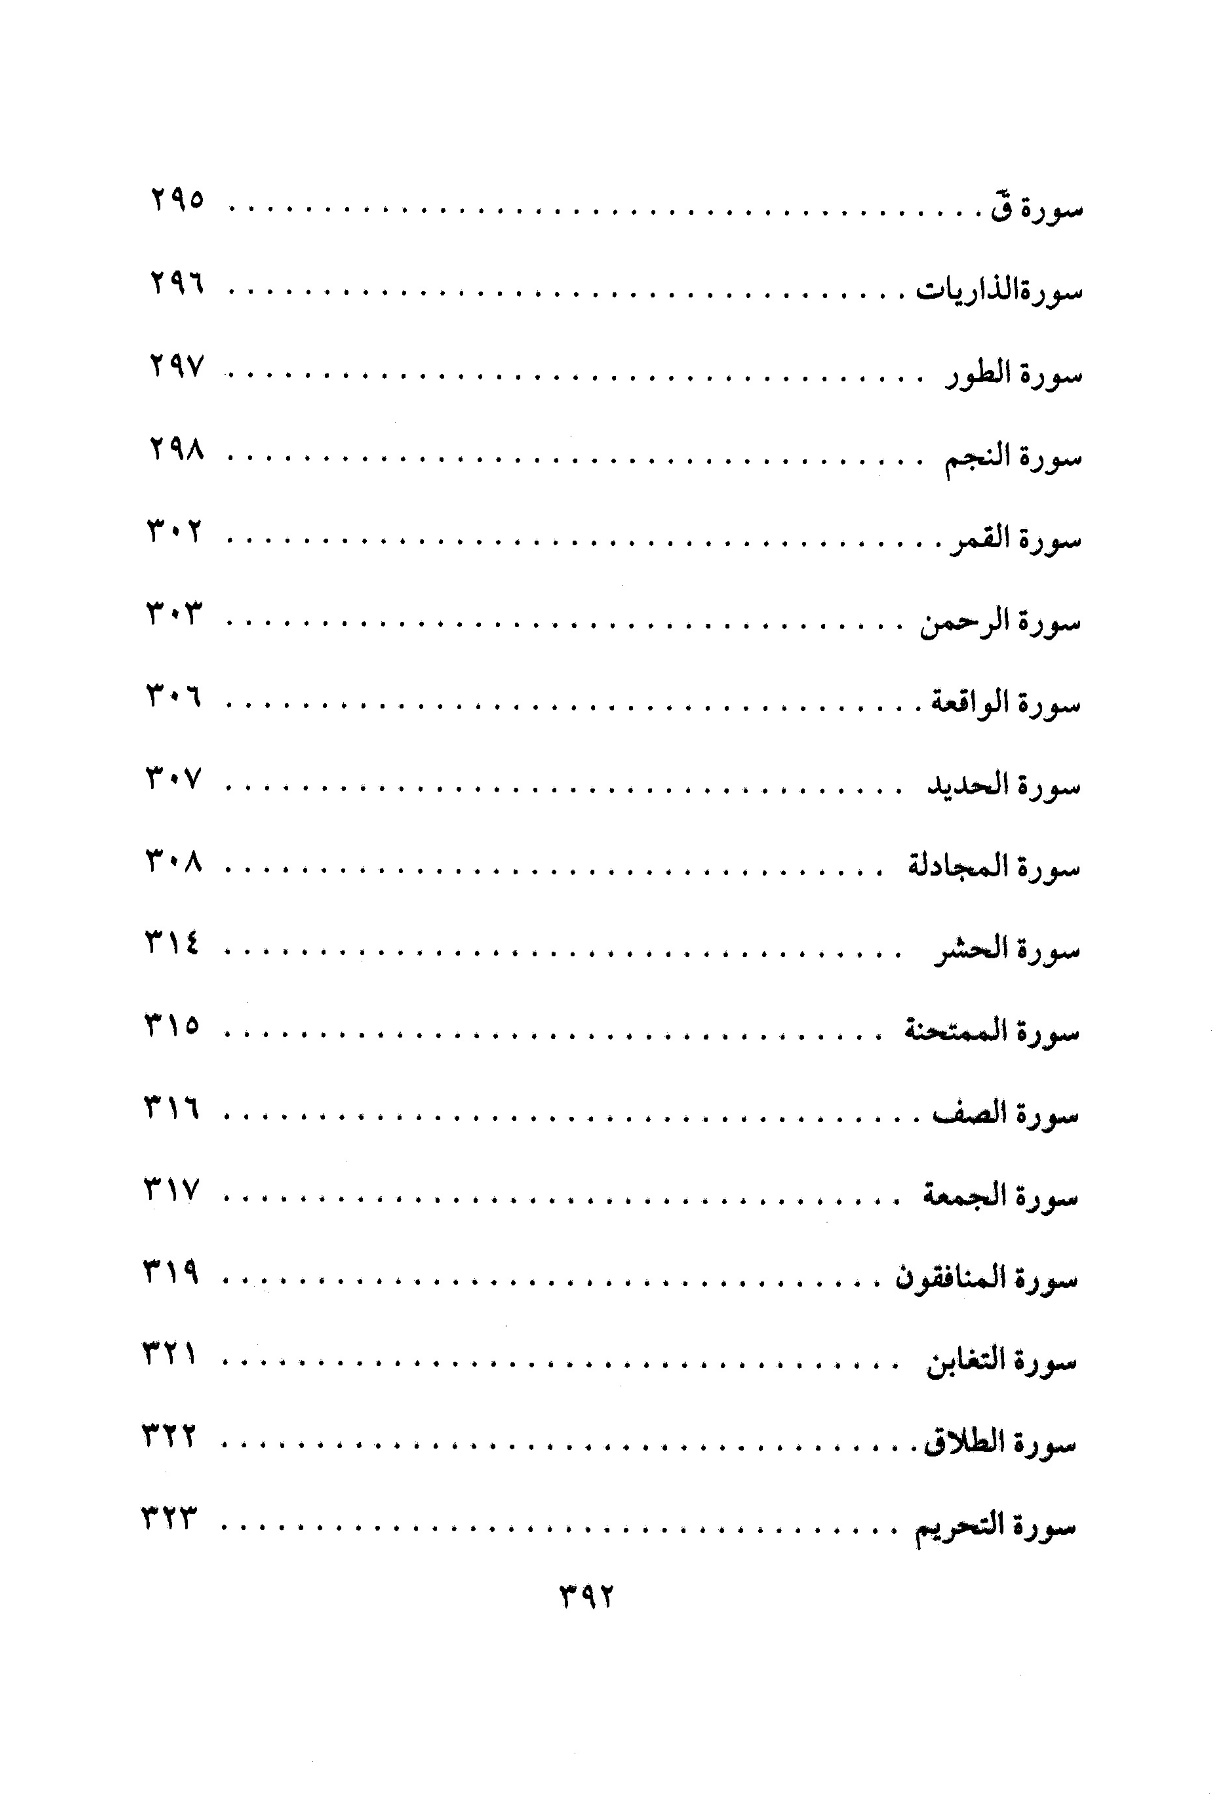 سورة قۤ . . . . . . . . . . . . . . . . . . . . ٢٩٥
سورةالذاريات . . . . . . . . . . . . . . . . . . . . ٢٩٦
سورة الطور . . . . . . . . . . . . . . . . . . . . ٢٩٧
سورة النجم . . . . . . . . . . . . . . . . . . . . ٢٩٨
سورة القمر . . . . . . . . . . . . . . . . . . . . ٣٠٢
سورة الرحمن . . . . . . . . . . . . . . . . . . . . ٣٠٣
سورة الواقعة . . . . . . . . . . . . . . . . . . . . ٣٠٦
سورة الحديد . . . . . . . . . . . . . . . . . . . . ٣٠٧
سورة المجادلة . . . . . . . . . . . . . . . . . . . . ٣٠٨
سورة الحشر . . . . . . . . . . . . . . . . . . . . ٣١٤
سورة الممتحنة . . . . . . . . . . . . . . . . . . . . ٣١٥
سورة الصف . . . . . . . . . . . . . . . . . . . . ٣١٦
سورة الجمعة . . . . . . . . . . . . . . . . . . . . ٣١٧
سورة المنافقون . . . . . . . . . . . . . . . . . . . . ٣١٩
سورة التغابن . . . . . . . . . . . . . . . . . . . . ٣٢١
سورة الطلاق . . . . . . . . . . . . . . . . . . . . ٣٢٢
سورة التحريم . . . . . . . . . . . . . . . . . . . . ٣٢٣
٣٩٢